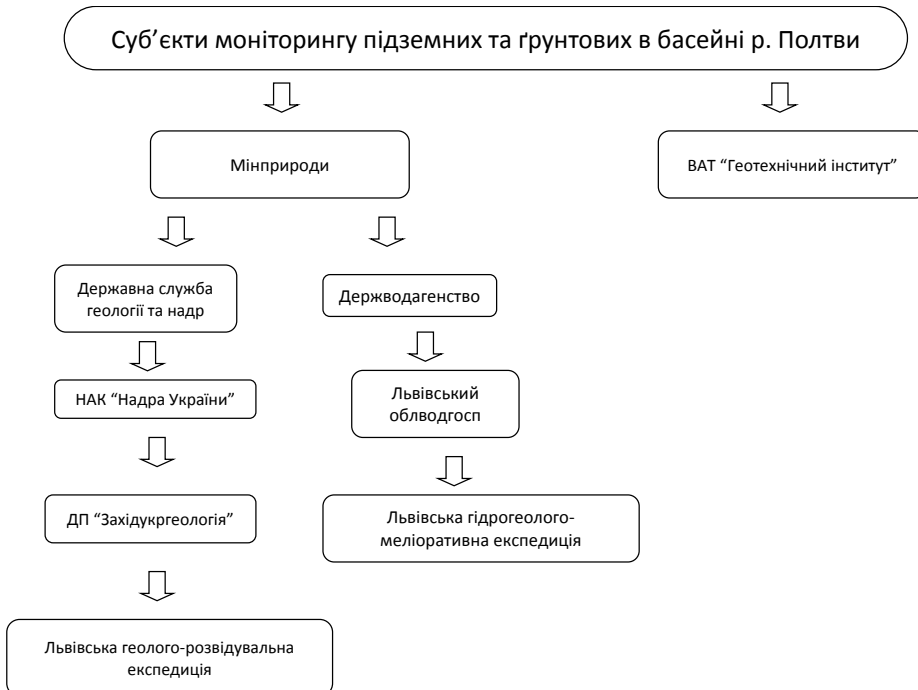 Суб’єкти моніторингу підземних та ґрунтових в басейні р. Полтви
Мінприроди
ВАТ “Геотехнічний інститут”
Державна служба
геології та надр
Держводагенство
НАК “Надра України”
Львівський
облводгосп
ДП “Західукргеологія”
Львівська гідрогеолого-
меліоративна експедиція
Львівська геолого-розвідувальна
експедиція